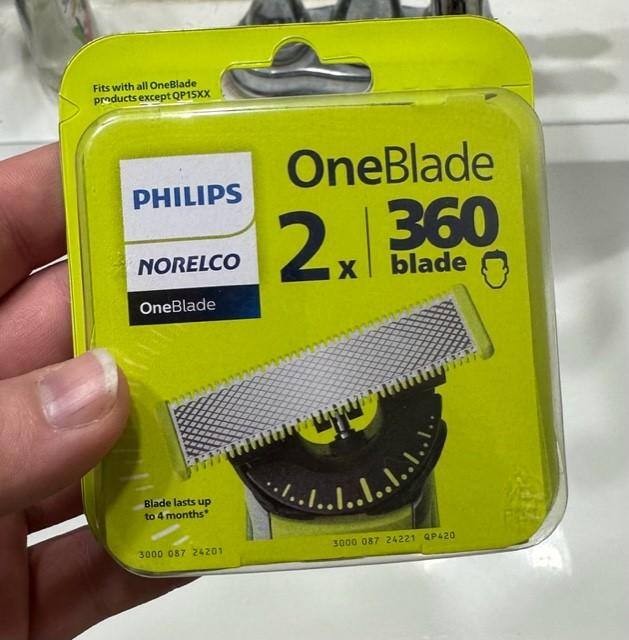 Fits with all OneBlade
products except QP15XX
PHILIPS
NORELCO
OneBlade
OneBlade
2x
360
blade
Blade lasts up
to 4 months*
3000 087 24201
3000 087 24221 QP420